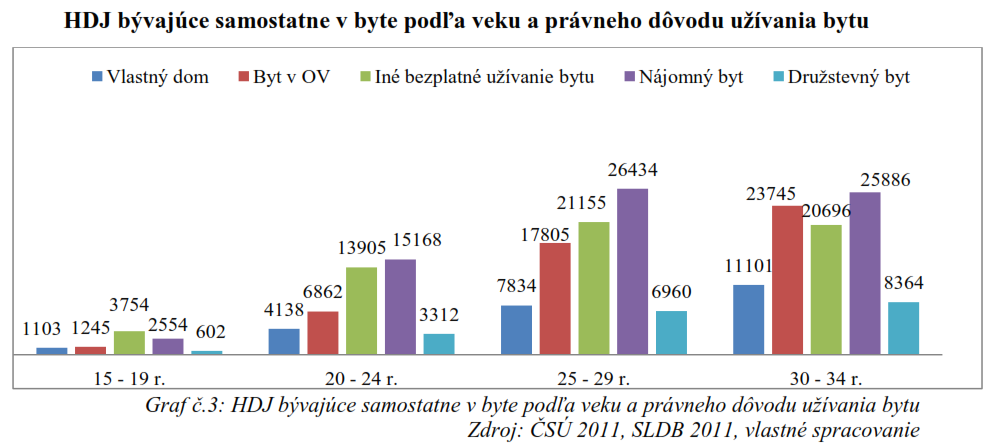 HDJ bývajúce samostatne v byte podľa veku a právneho dôvodu užívania bytu
Vlastný dom Byt v OV Iné bezplatné užívanie bytu Nájomný byt Družstevný byt
1103 1245 3754 2554 602
4138 6862 13905 15168 3312
7834 17805 21155 26434 6960
11101 23745 20696 25886 8364
15 - 19 r. 20 - 24 r. 25 - 29 r. 30 - 34 r.
Graf č.3: HDJ bývajúce samostatne v byte podľa veku a právneho dôvodu užívania bytu
Zdroj: ČSÚ 2011, SLDB 2011, vlastné spracovanie